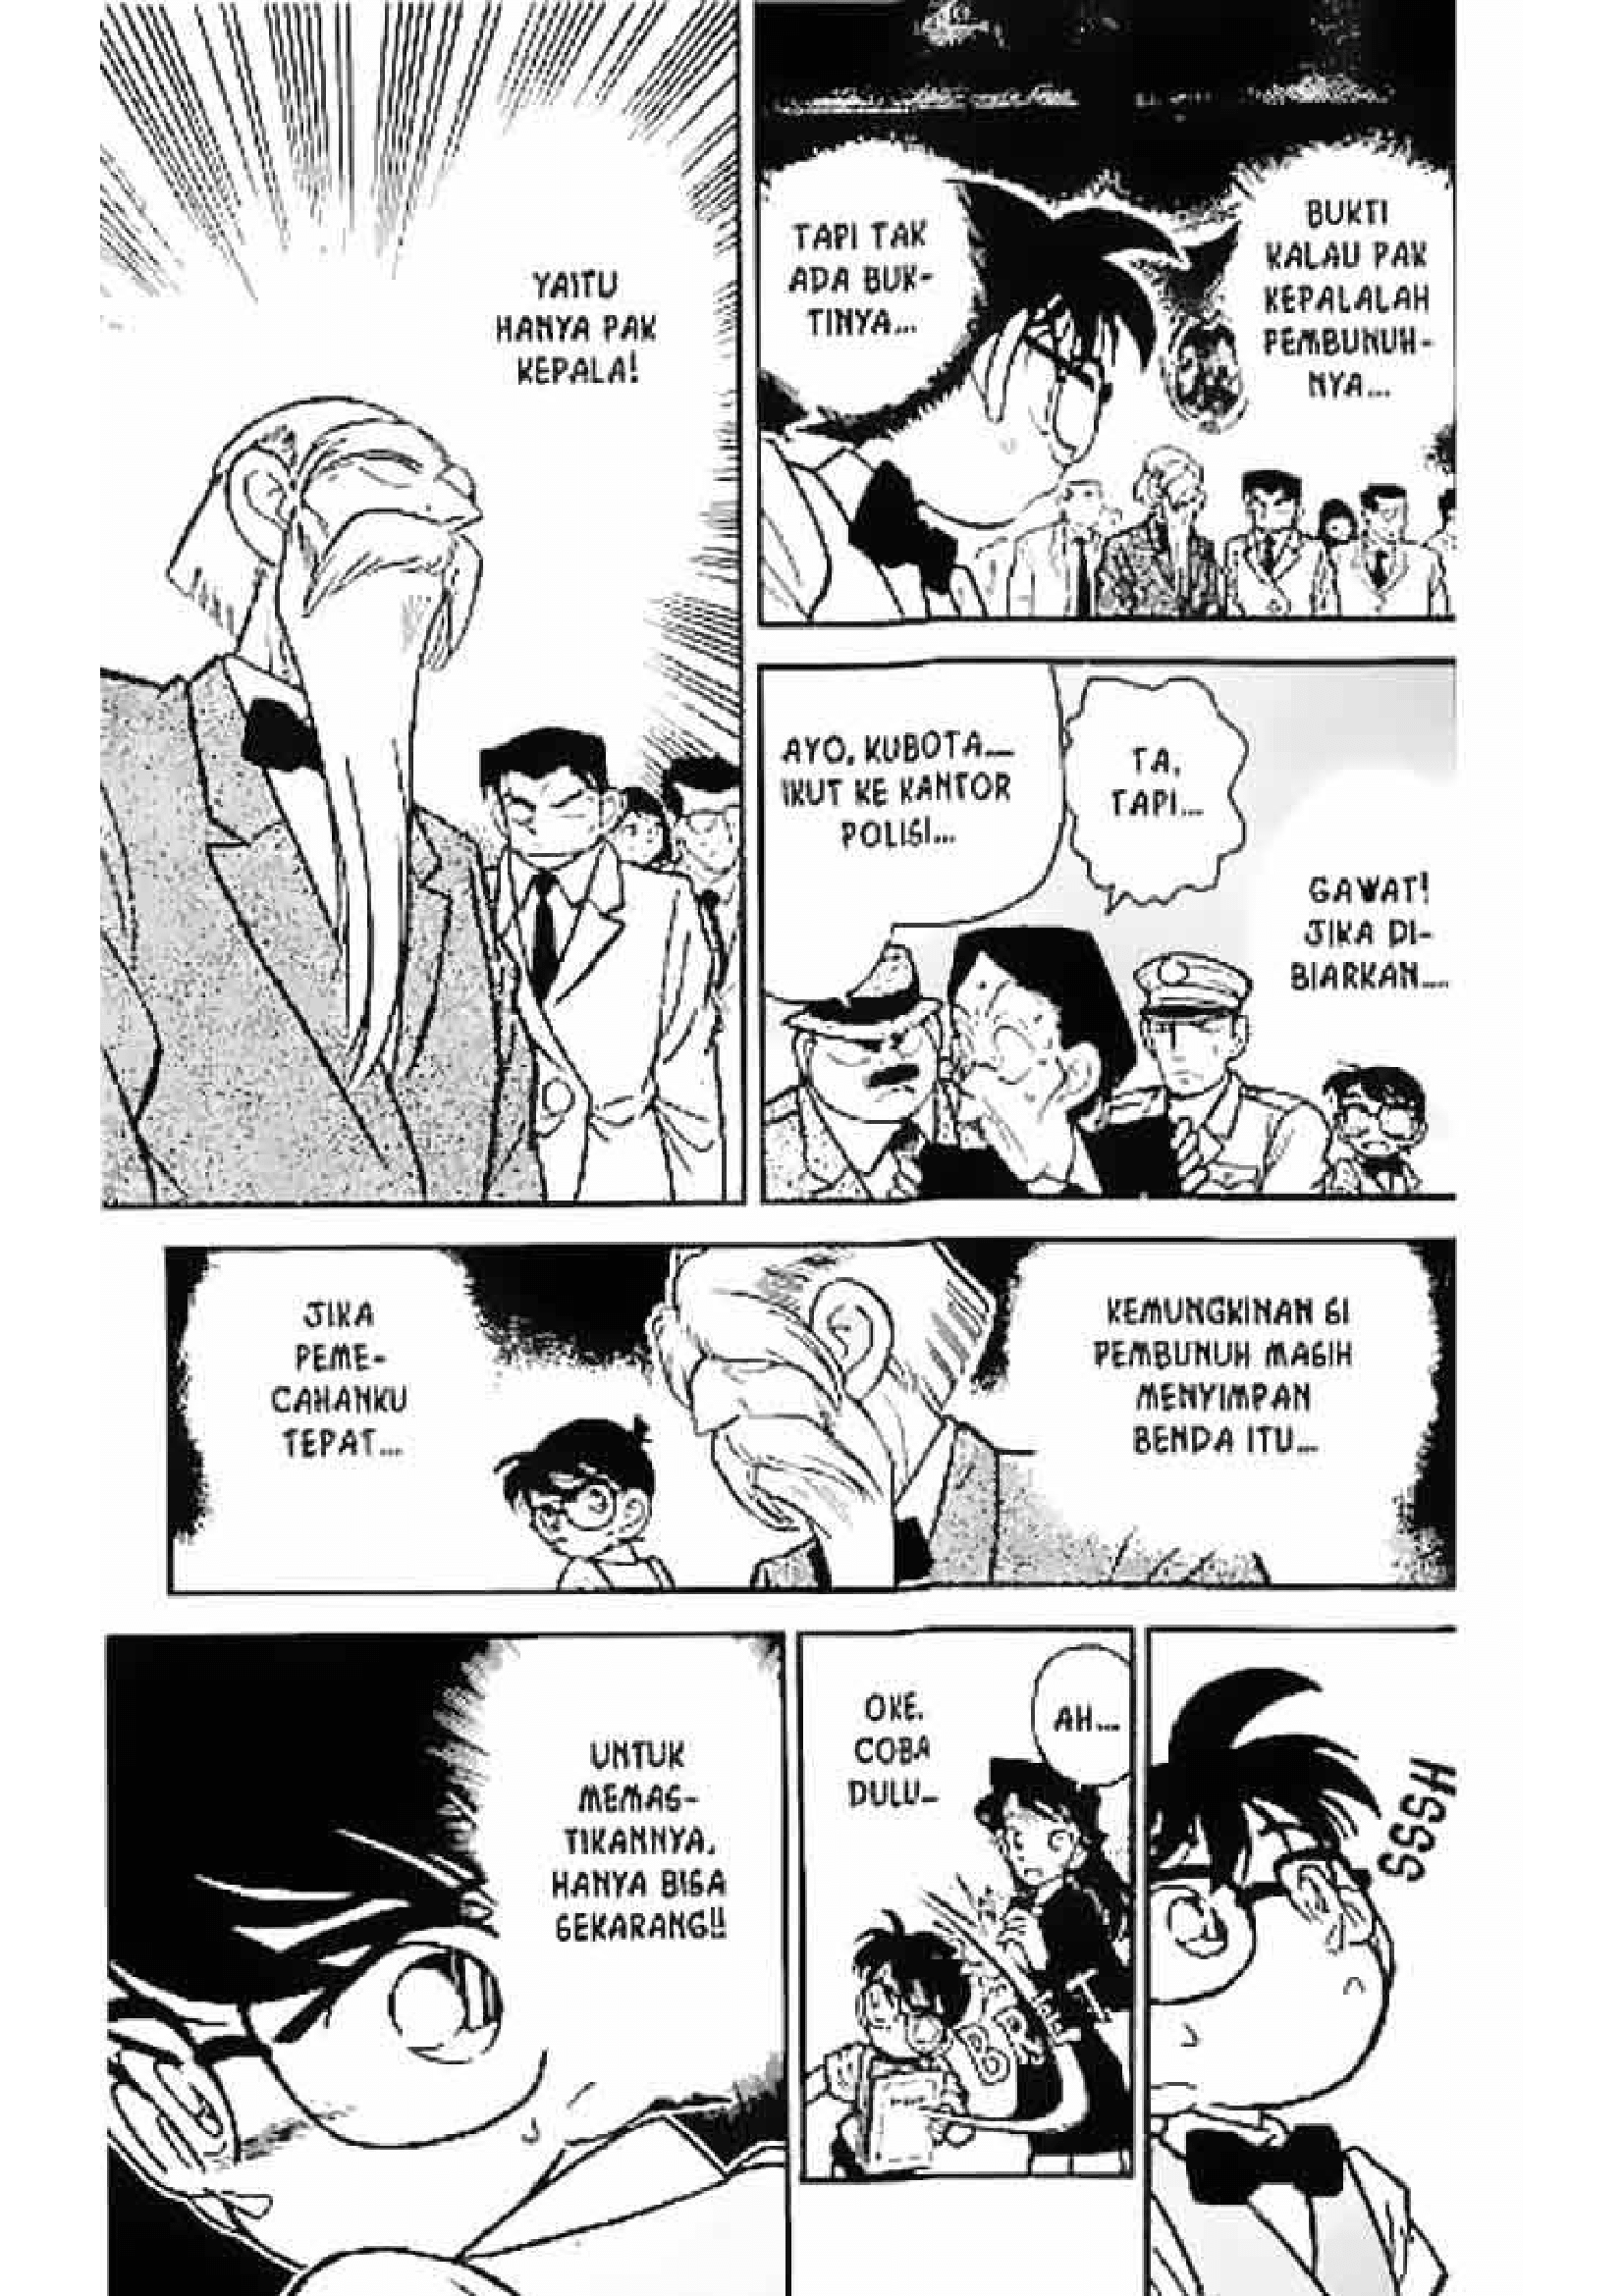 YAITU
HANYA PAK
KEPALA!
TAPI TAK
ADA BUK-
TINYA...
BUKTI
KALAU PAK
KEPALALAH
PEMBUNUH-
NYA...
AYO, KUBOTA...
IKUT KE KANTOR
POLISI...
TA,
TAPI...
GAWAT!
JIKA DI-
BIARKAN...
JIKA
PEME-
CAHANKU
TEPAT...
KEMUNGKINAN SI
PEMBUNUH MASIH
MENYIMPAN
BENDA ITU...
UNTUK
MEMAS-
TIKANNYA,
HANYA BISA
SEKARANG!!
OKE,
COBA
DULU...
AH...
HSSS